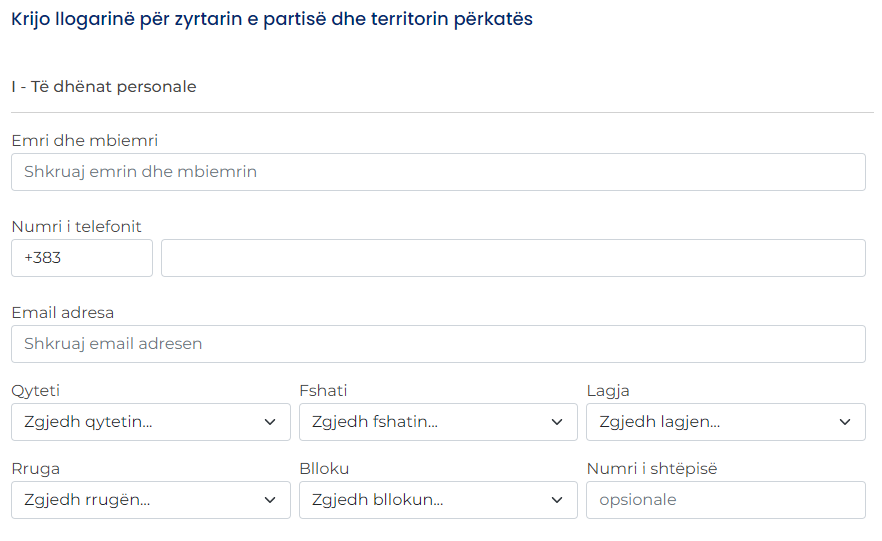 Krijo llogarinë për zyrtarin e partisë dhe territorin përkatës
I - Të dhënat personale
Emri dhe mbiemri
Shkruaj emrin dhe mbiemrin
Numri i telefonit
+383
Email adresa
Shkruaj email adresen
Qyteti Fshati Lagja
Zgjedh qytetin... Zgjedh fshatin... Zgjedh lagjen...
Rruga Blloku Numri i shtëpisë
Zgjedh rrugën... Zgjedh bllokun... opsionale